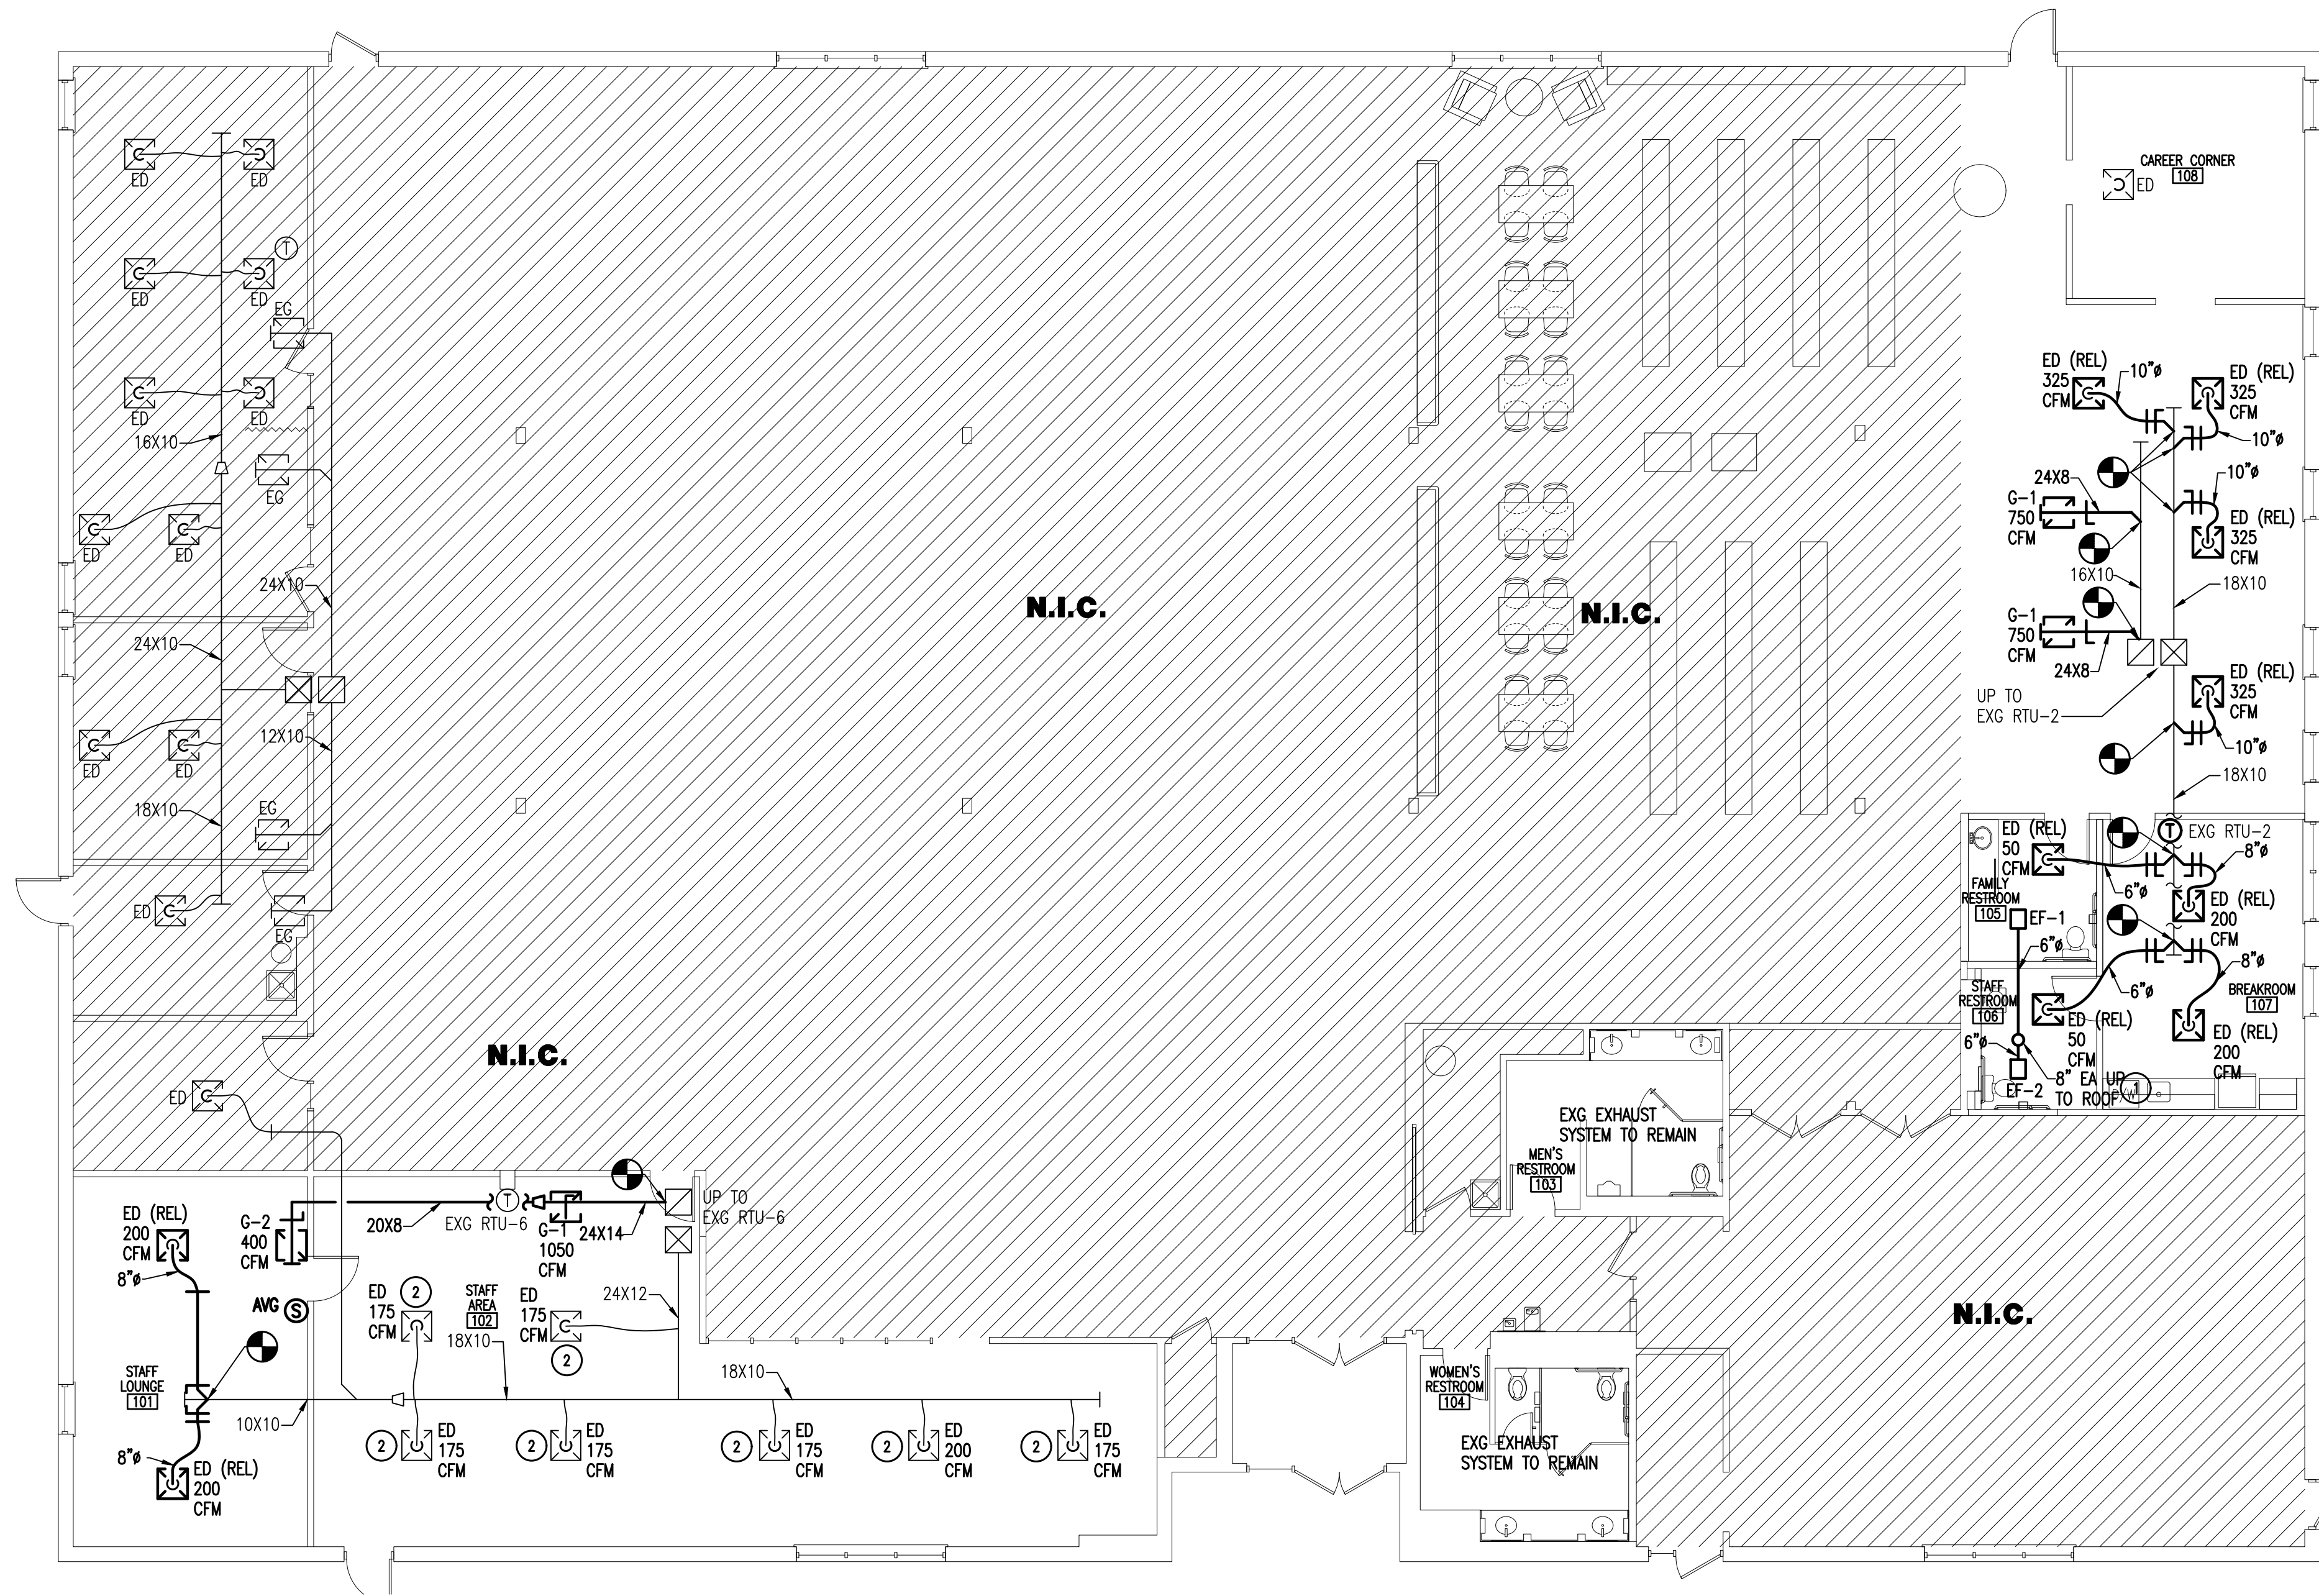 ED
ED
ED
T
ED
EG
ED
ED
16X10
EG
ED
ED
24X10
24X10
12X10
ED
ED
18X10
EG
ED
EG
ED
N.I.C.
N.I.C.
N.I.C.
CAREER CORNER
108
ED
ED (REL)
325
CFM
10"ø
ED (REL)
325
CFM
10"ø
10"ø
24X8
G-1
750
CFM
ED (REL)
325
CFM
16X10
18X10
G-1
750
CFM
24X8
ED (REL)
325
CFM
UP TO
EXG RTU-2
10"ø
18X10
ED (REL)
50
CFM
T
EXG RTU-2
8"ø
6"ø
FAMILY
RESTROOM
105
EF-1
ED (REL)
200
CFM
6"ø
8"ø
6"ø
STAFF
RESTROOM
106
BREAKROOM
107
ED (REL)
50
CFM
ED (REL)
200
CFM
6"ø
EF-2
8" EA UP
TO ROOF
1
D/W
EXG EXHAUST
SYSTEM TO REMAIN
MEN'S
RESTROOM
103
UP TO
EXG RTU-6
ED (REL)
200
CFM
G-2
400
CFM
20X8
T
EXG RTU-6
G-1
1050
CFM
24X14
8"ø
AVG
S
ED
175
CFM
2
STAFF
AREA
102
18X10
ED
175
CFM
2
24X12
18X10
STAFF
LOUNGE
101
10X10
8"ø
ED (REL)
200
CFM
2
ED
175
CFM
2
ED
175
CFM
2
ED
175
CFM
2
ED
200
CFM
2
ED
175
CFM
WOMEN'S
RESTROOM
104
EXG EXHAUST
SYSTEM TO REMAIN
N.I.C.